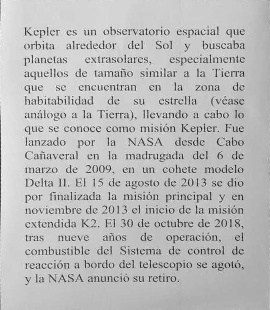 Kepler es un observatorio espacial que
orbita alrededor del Sol y buscaba
planetas extrasolares, especialmente
aquellos de tamaño similar a la Tierra
que se encuentran en la zona de
habitabilidad de su estrella (véase
análogo a la Tierra), llevando a cabo lo
que se conoce como misión Kepler. Fue
lanzado por la NASA desde Cabo
Cañaveral en la madrugada del 6 de
marzo de 2009, en un cohete modelo
Delta II. El 15 de agosto de 2013 se dio
por finalizada la misión principal y en
noviembre de 2013 el inicio de la misión
extendida K2. El 30 de octubre de 2018,
tras nueve años de operación, el
combustible del Sistema de control de
reacción a bordo del telescopio se agotó,
y la NASA anunció su retiro.